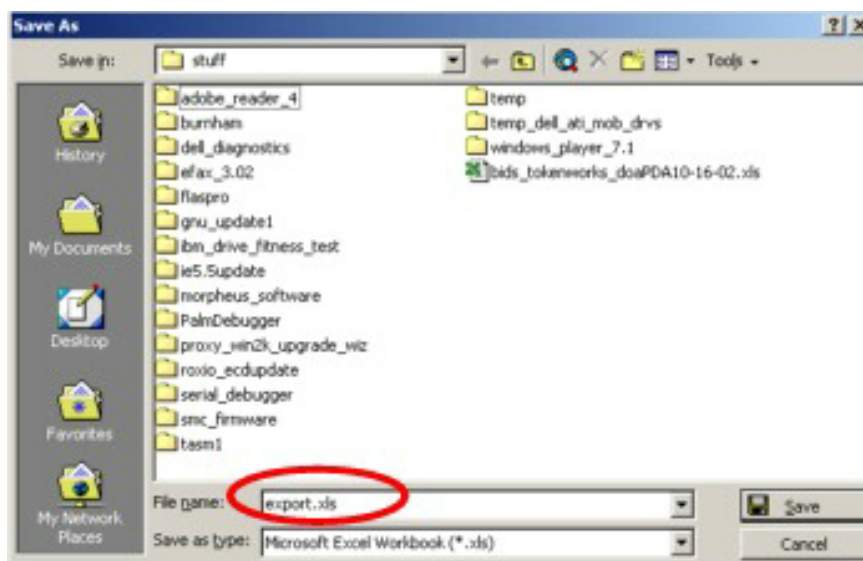 Save As
Save in: stuff Tools
History
My Documents
Desktop
Favorites
My Network Places
adobe_reader_4
burnham
dell_diagnostics
efax_3.02
flaspro
gnu_update1
ibm_drive_fitness_test
ie5.5update
morpheus_software
PalmDebugger
proxy_win2k_upgrade_wiz
roxio_ecdupdate
serial_debugger
smc_firmware
tasm1
temp
temp_dell_ati_mob_drvs
windows_player_7.1
bids_tokenworks_doaPDA10-16-02.xls
File name: export.xls Save
Save as type: Microsoft Excel Workbook (*.xls) Cancel